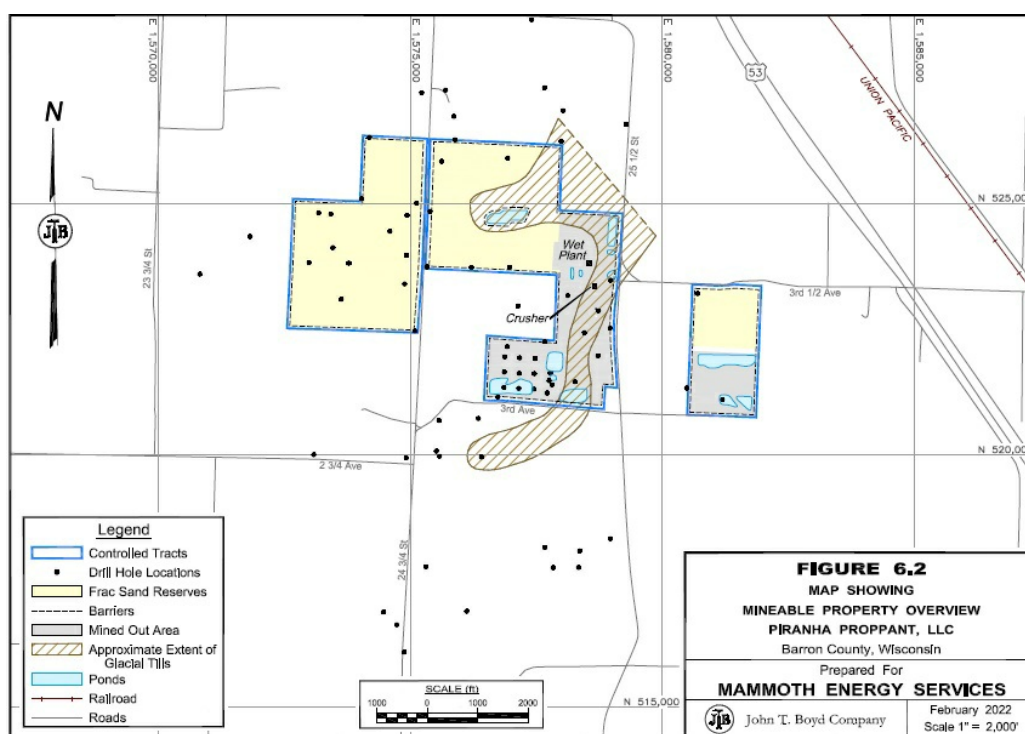 E 1,570,000
E 1,575,000
E 1,580,000
E 1,585,000
53
UNION PACIFIC
N
JTB
25 1/2 St
N 525,00
23 3/4 St
Wet
Plant
3rd 1/2 Ave
Crusher
3rd Ave
N 520,00
2 3/4 Ave
24 3/4 St
N 515,000
Legend
Controlled Tracts
Drill Hole Locations
Frac Sand Reserves
Barriers
Mined Out Area
Approximate Extent of
Glacial Tills
Ponds
Railroad
Roads
SCALE (ft)
1000 0 1000 2000
FIGURE 6.2
MAP SHOWING
MINEABLE PROPERTY OVERVIEW
PIRANHA PROPPANT, LLC
Barron County, Wisconsin
Prepared For
MAMMOTH ENERGY SERVICES
JTB John T. Boyd Company
February 2022
Scale 1" = 2,000'